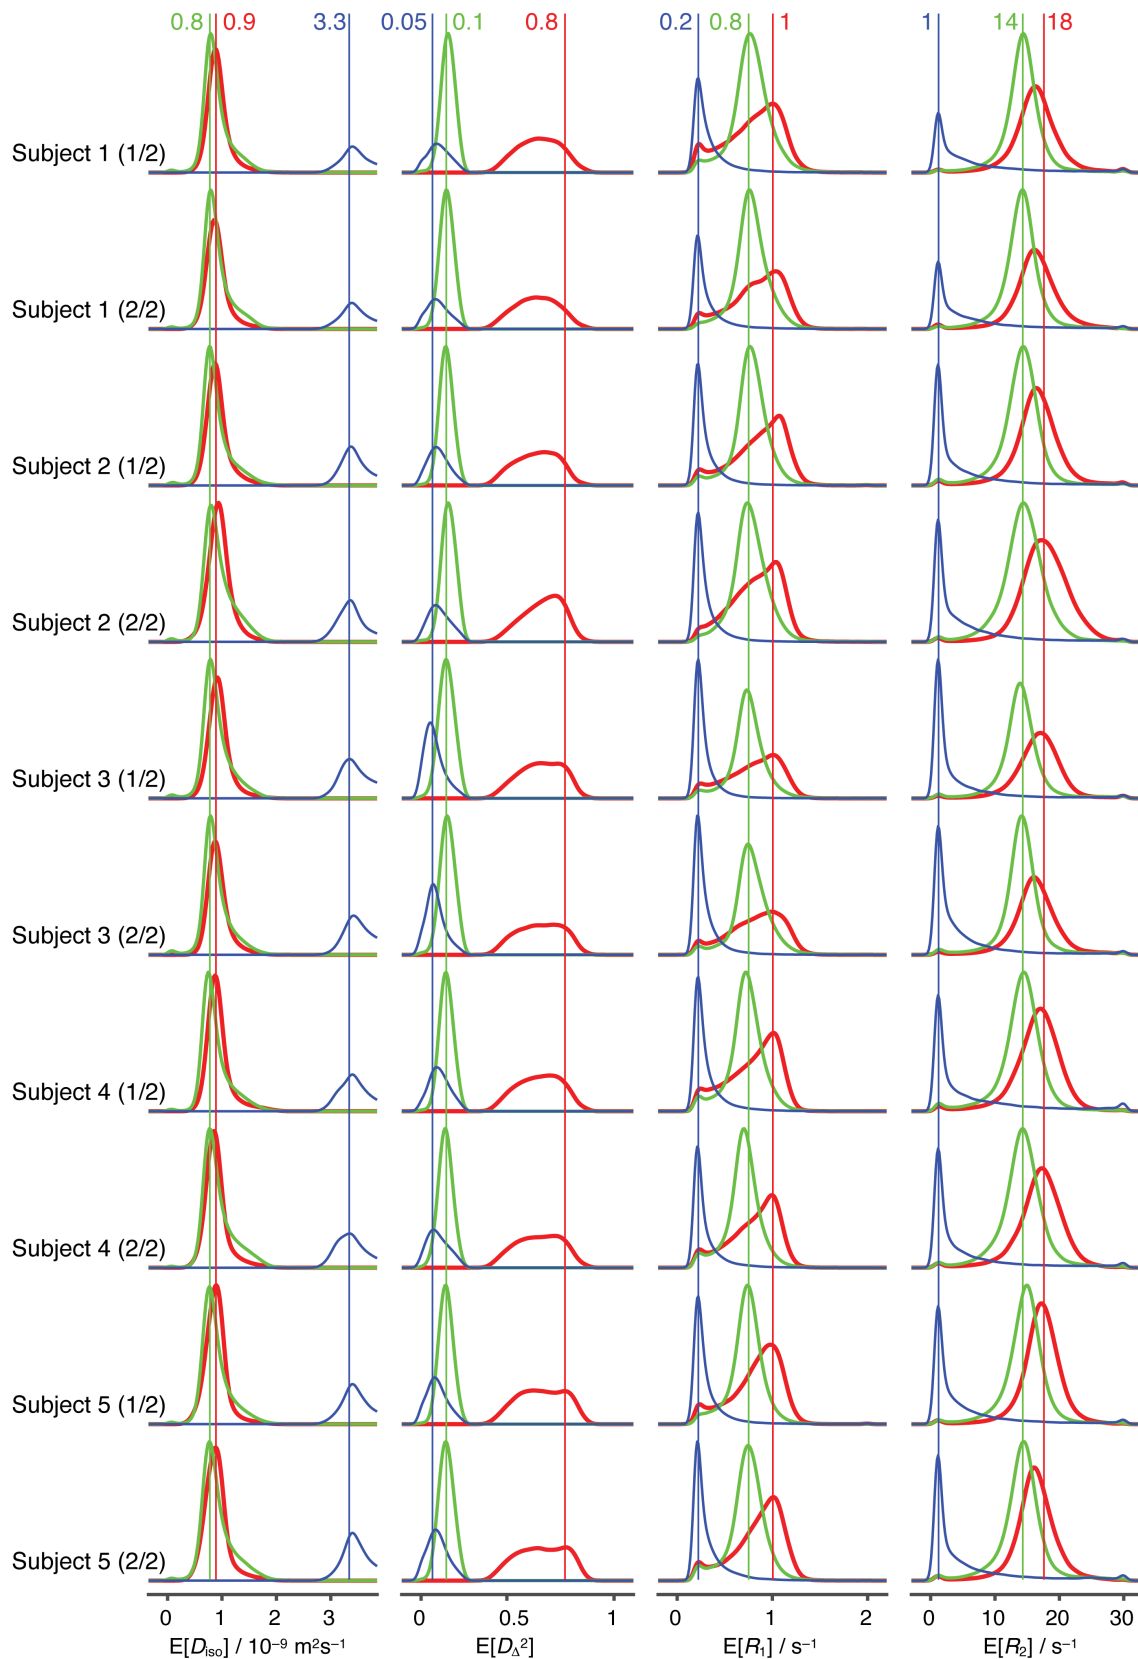 0.8 0.9 3.3 0.05 0.1 0.8 0.2 0.8 1 1 14 18
Subject 1 (1/2)
Subject 1 (2/2)
Subject 2 (1/2)
Subject 2 (2/2)
Subject 3 (1/2)
Subject 3 (2/2)
Subject 4 (1/2)
Subject 4 (2/2)
Subject 5 (1/2)
Subject 5 (2/2)
0 1 2 3 0 0.5 1 0 1 2 0 10 20 30
E[D_iso] / 10⁻⁹ m²s⁻¹ E[D_Δ²] E[R₁] / s⁻¹ E[R₂] / s⁻¹